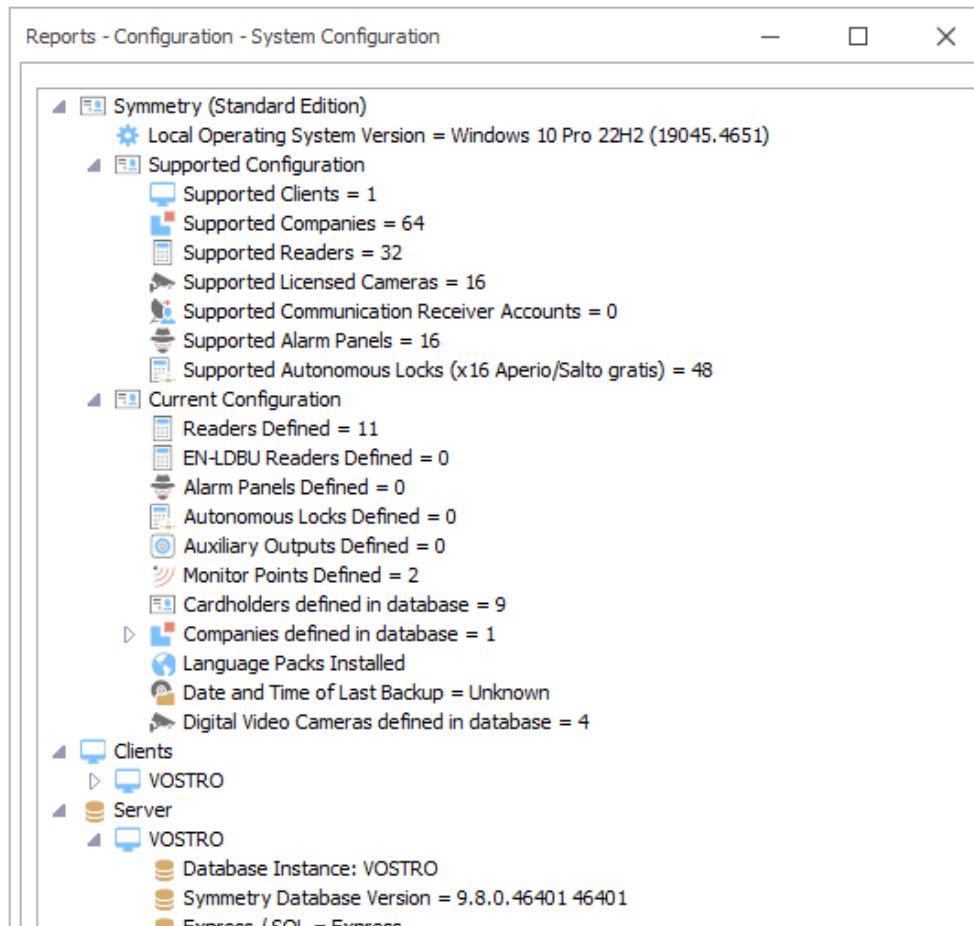 Reports - Configuration - System Configuration
Symmetry (Standard Edition)
Local Operating System Version = Windows 10 Pro 22H2 (19045.4651)
Supported Configuration
Supported Clients = 1
Supported Companies = 64
Supported Readers = 32
Supported Licensed Cameras = 16
Supported Communication Receiver Accounts = 0
Supported Alarm Panels = 16
Supported Autonomous Locks (x16 Aperio/Salto gratis) = 48
Current Configuration
Readers Defined = 11
EN-LDBU Readers Defined = 0
Alarm Panels Defined = 0
Autonomous Locks Defined = 0
Auxiliary Outputs Defined = 0
Monitor Points Defined = 2
Cardholders defined in database = 9
Companies defined in database = 1
Language Packs Installed
Date and Time of Last Backup = Unknown
Digital Video Cameras defined in database = 4
Clients
VOSTRO
Server
VOSTRO
Database Instance: VOSTRO
Symmetry Database Version = 9.8.0.46401 46401
Express / SQL = Express